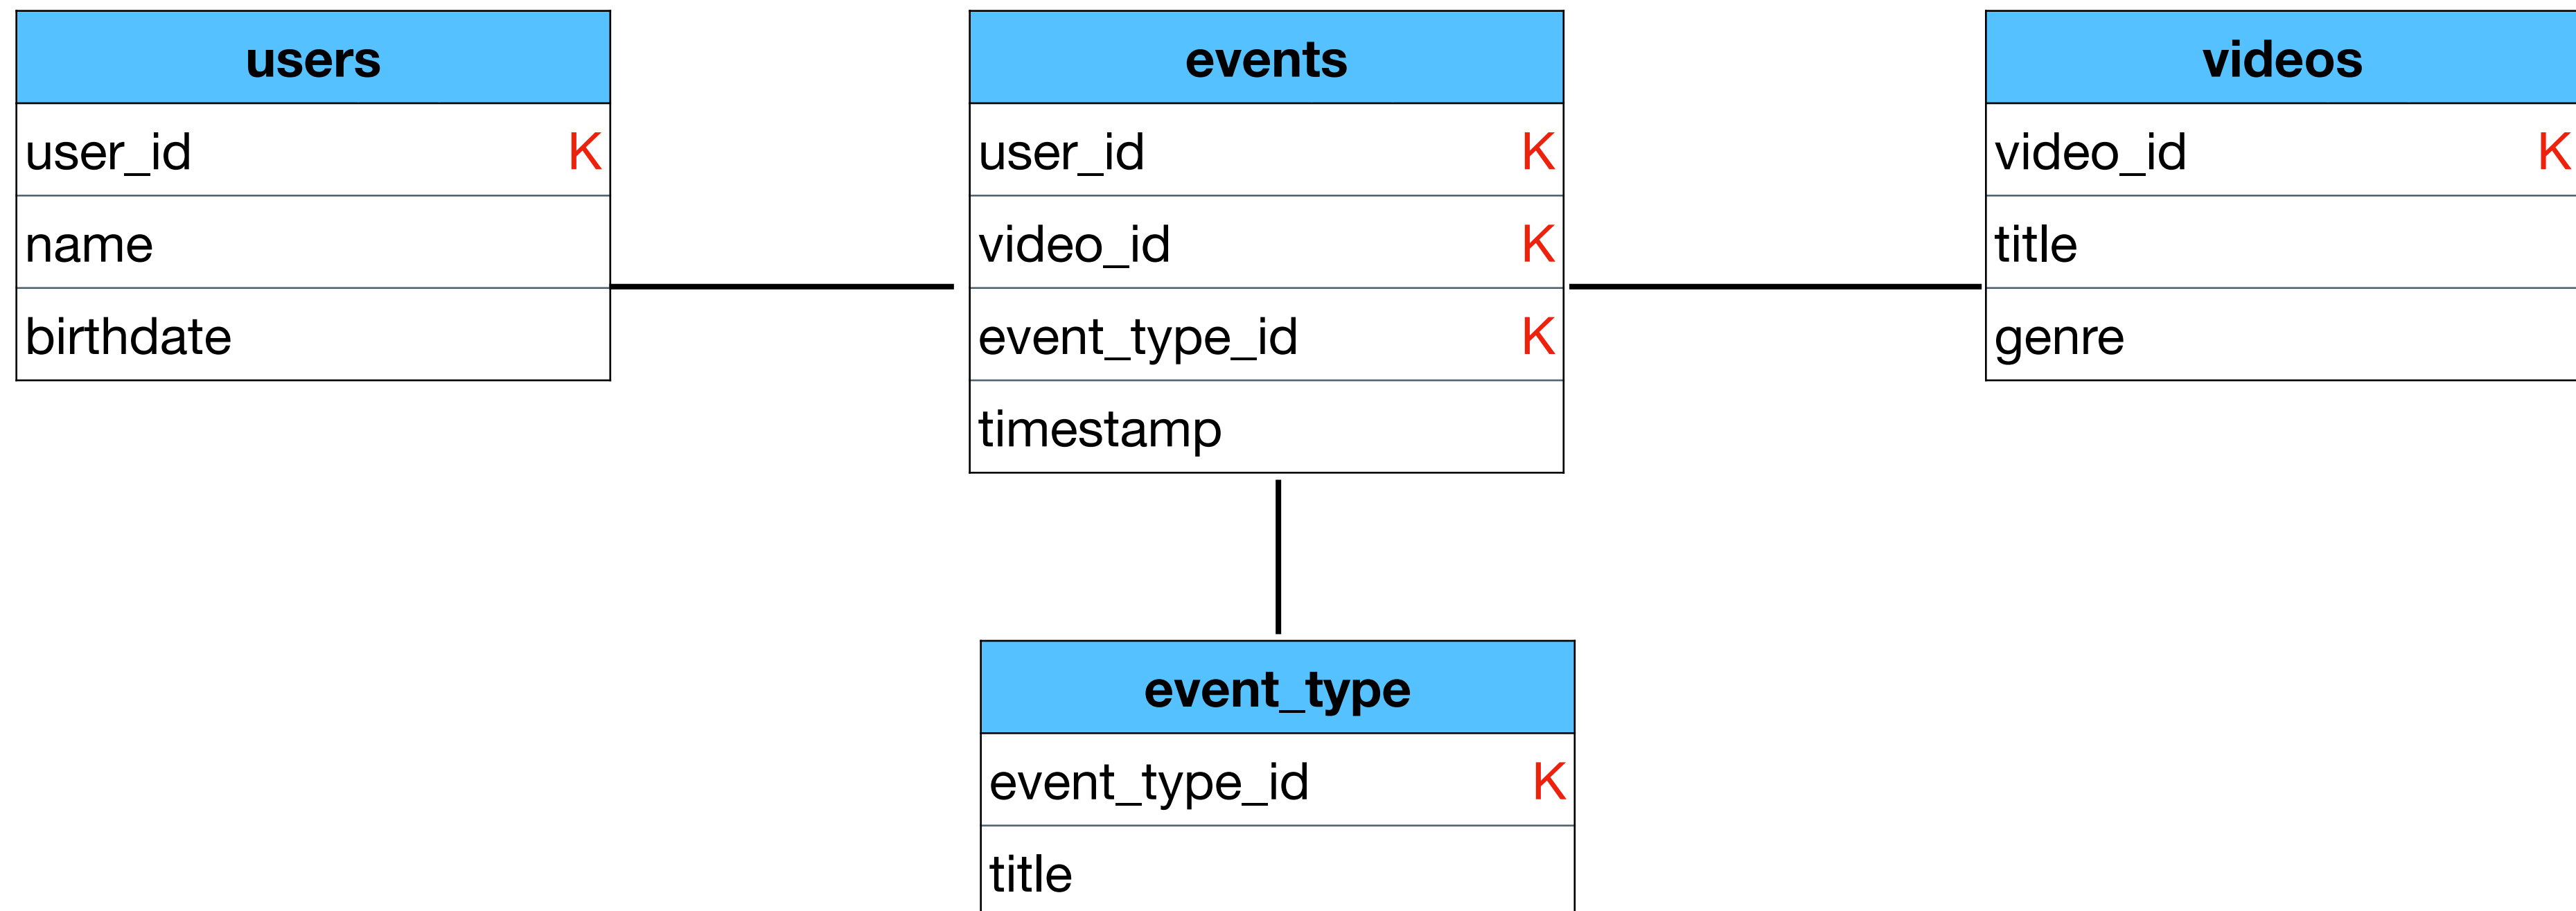 users
user_id K
name
birthdate
events
user_id K
video_id K
event_type_id K
timestamp
videos
video_id K
title
genre
event_type
event_type_id K
title